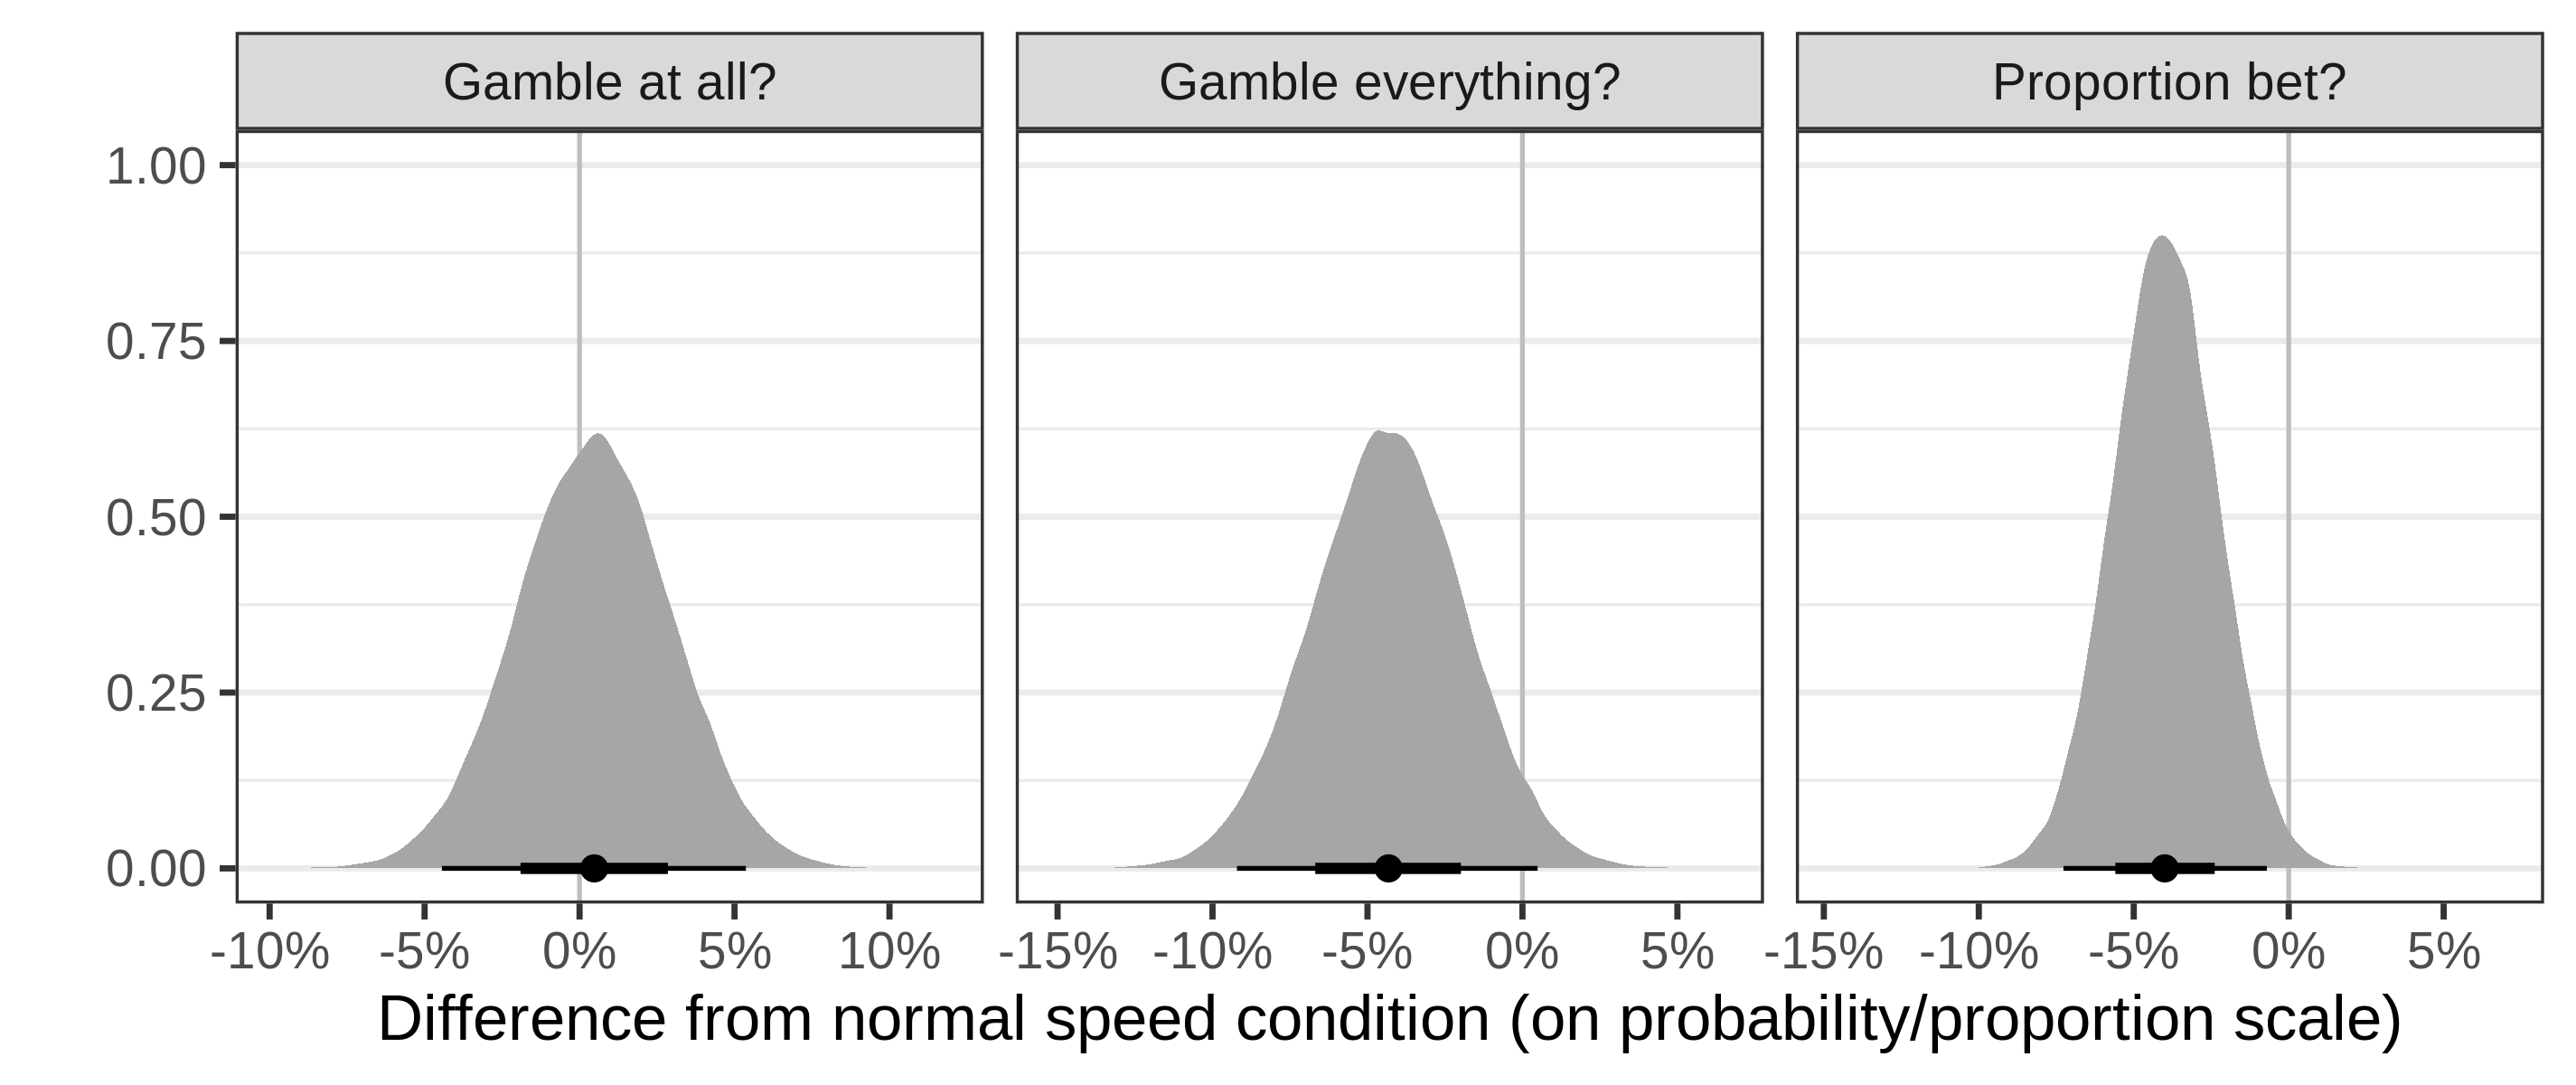 Gamble at all? Gamble everything? Proportion bet?
1.00
0.75
0.50
0.25
0.00
-10% -5% 0% 5% 10% -15% -10% -5% 0% 5% -15% -10% -5% 0% 5%
Difference from normal speed condition (on probability/proportion scale)